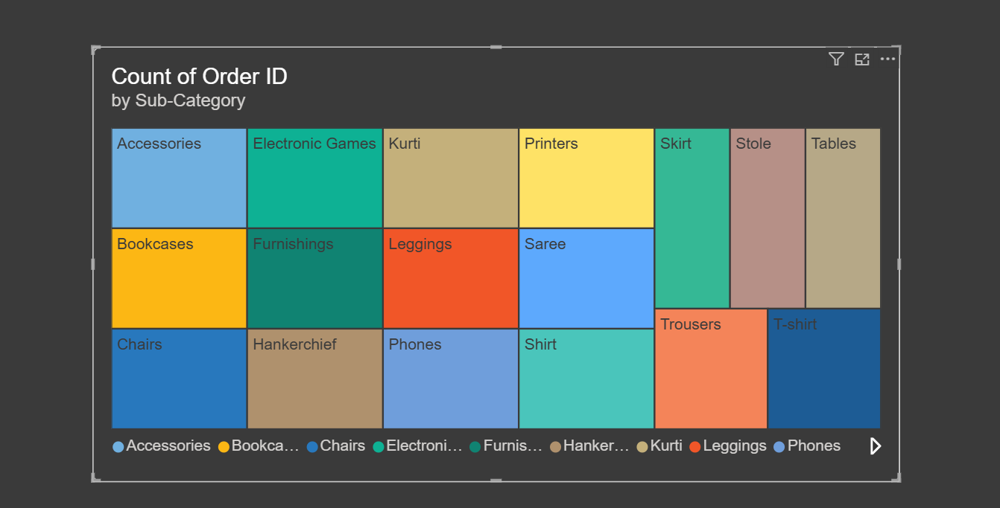 Count of Order ID
by Sub-Category
Accessories
Electronic Games
Kurti
Printers
Skirt
Stole
Tables
Bookcases
Furnishings
Leggings
Saree
Trousers
T-shirt
Chairs
Hankerchief
Phones
Shirt
Accessories Bookca… Chairs Electroni… Furnis… Hanker… Kurti Leggings Phones